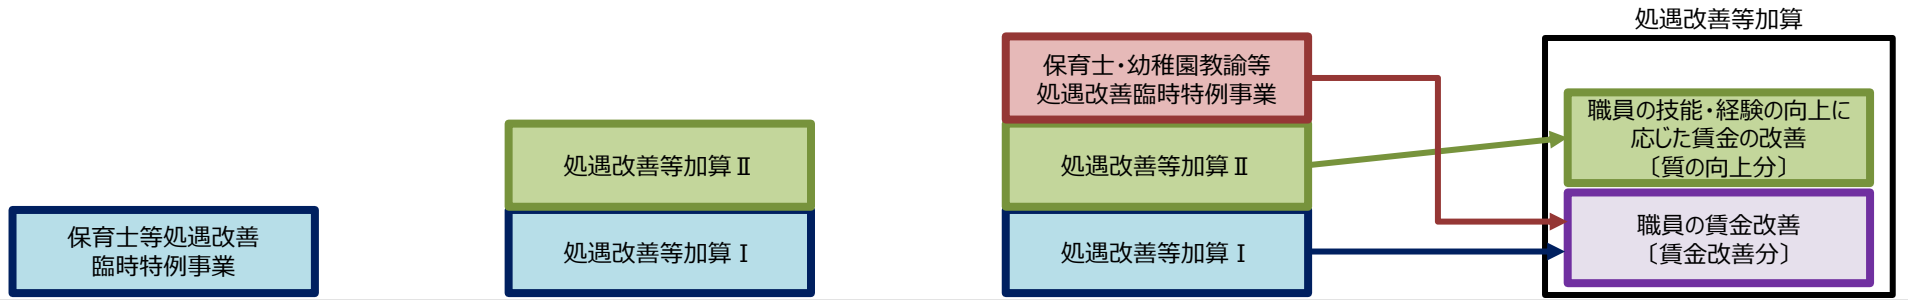 保育士等処遇改善
臨時特例事業
処遇改善等加算Ⅱ
処遇改善等加算Ⅰ
保育士・幼稚園教諭等
処遇改善臨時特例事業
処遇改善等加算Ⅱ
処遇改善等加算Ⅰ
処遇改善等加算
職員の技能・経験の向上に
応じた賃金の改善
〔質の向上分〕
職員の賃金改善
〔賃金改善分〕